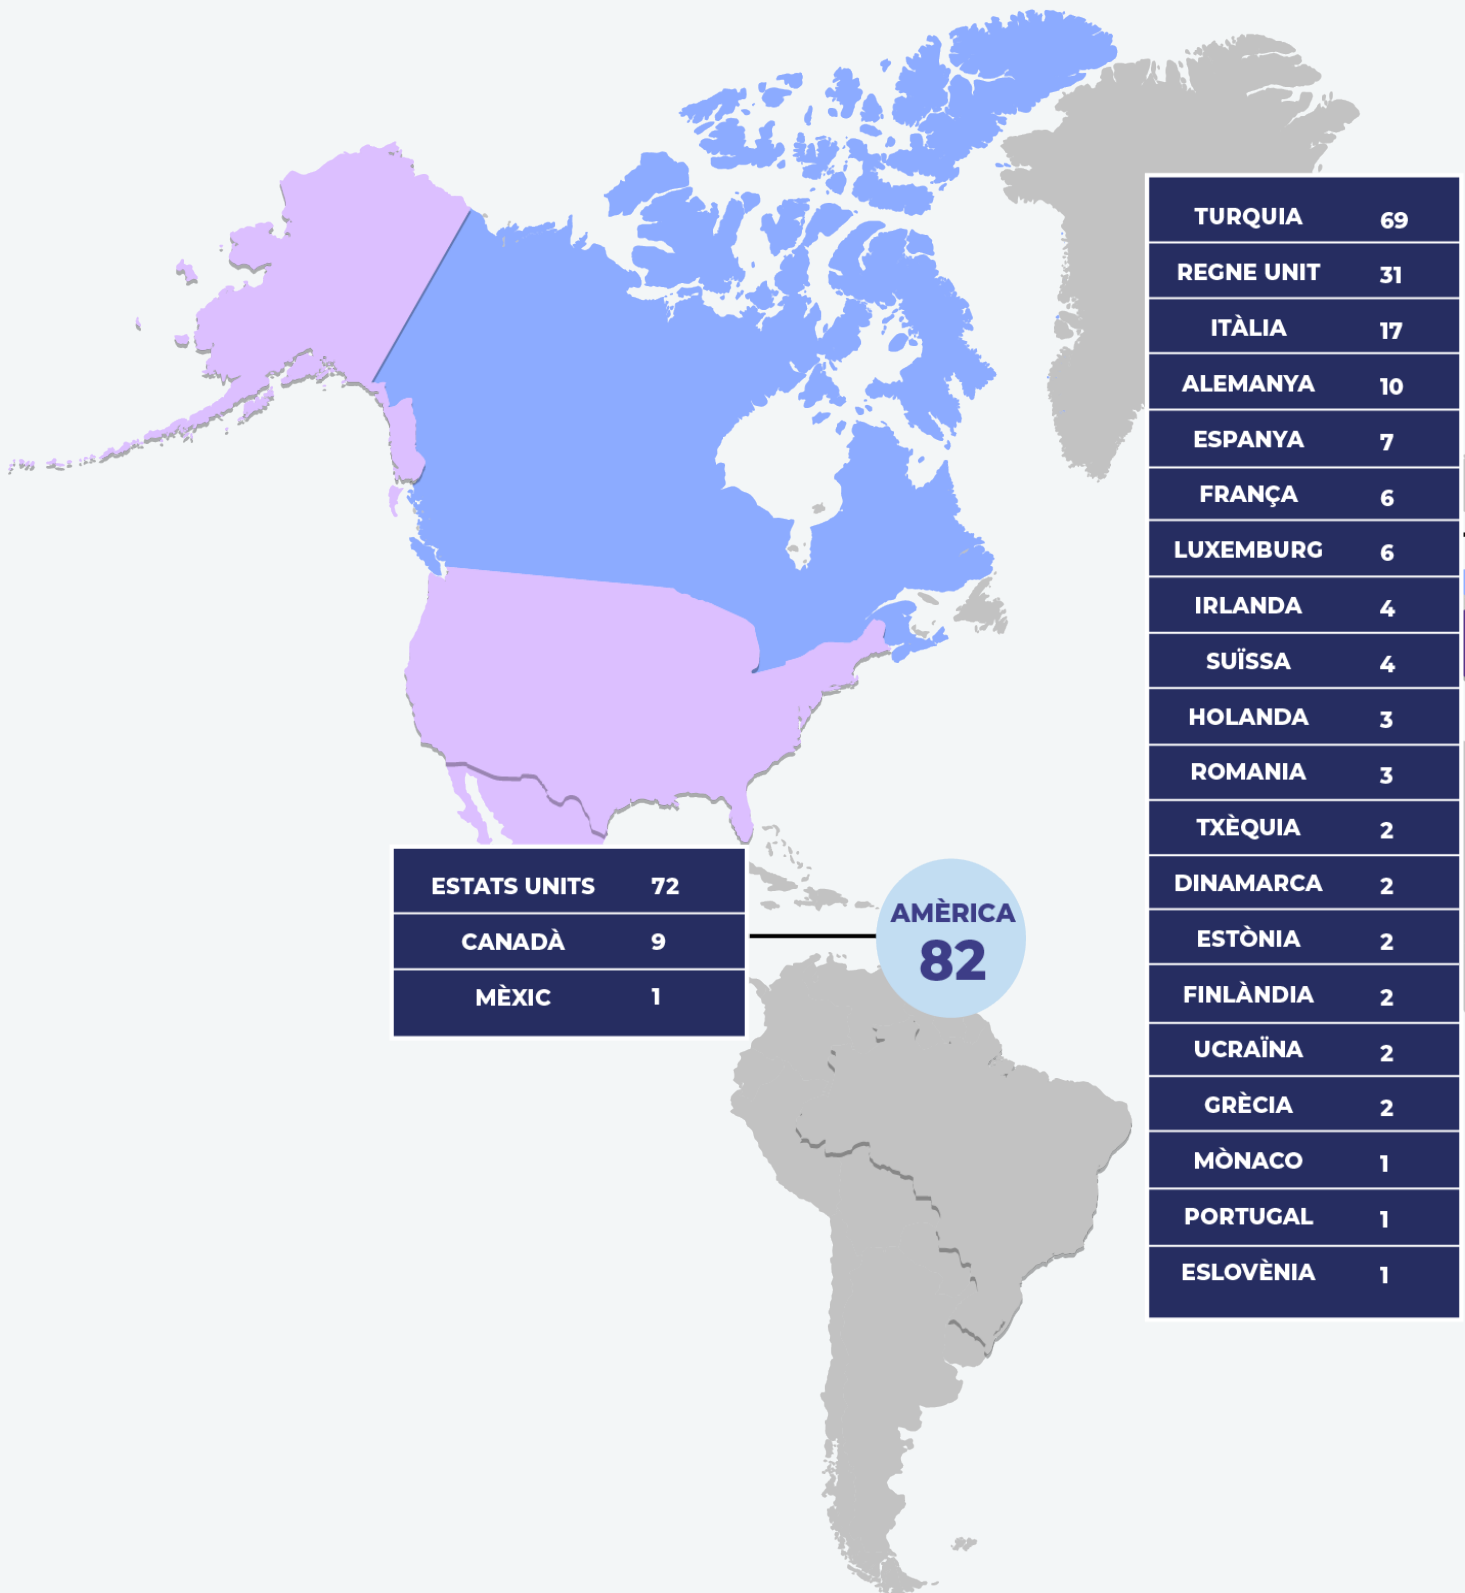 TURQUIA 69
REGNE UNIT 31
ITÀLIA 17
ALEMANYA 10
ESPANYA 7
FRANÇA 6
LUXEMBURG 6
IRLANDA 4
SUÏSSA 4
HOLANDA 3
ROMANIA 3
TXÈQUIA 2
DINAMARCA 2
ESTÒNIA 2
FINLÀNDIA 2
UCRAÏNA 2
GRÈCIA 2
MÒNACO 1
PORTUGAL 1
ESLOVÈNIA 1
ESTATS UNITS 72
CANADÀ 9
MÈXIC 1
AMÈRICA
82